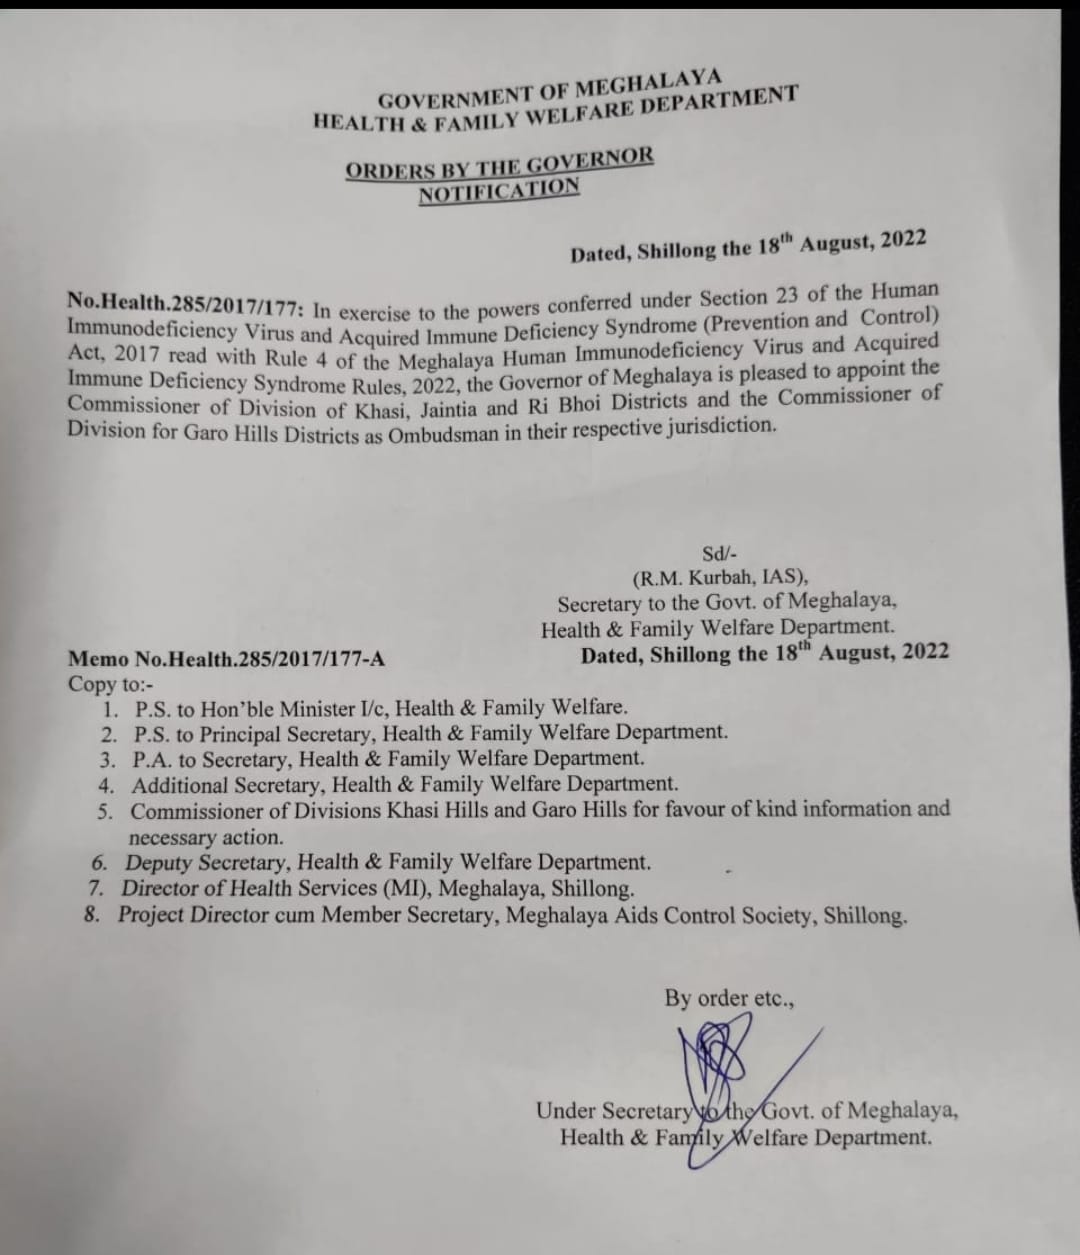 GOVERNMENT OF MEGHALAYA
HEALTH & FAMILY WELFARE DEPARTMENT
ORDERS BY THE GOVERNOR
NOTIFICATION
Dated, Shillong the 18th August, 2022
No.Health.285/2017/177: In exercise to the powers conferred under Section 23 of the Human
Immunodeficiency Virus and Acquired Immune Deficiency Syndrome (Prevention and Control)
Act, 2017 read with Rule 4 of the Meghalaya Human Immunodeficiency Virus and Acquired
Immune Deficiency Syndrome Rules, 2022, the Governor of Meghalaya is pleased to appoint the
Commissioner of Division of Khasi, Jaintia and Ri Bhoi Districts and the Commissioner of
Division for Garo Hills Districts as Ombudsman in their respective jurisdiction.
Sd/-
(R.M. Kurbah, IAS),
Secretary to the Govt. of Meghalaya,
Health & Family Welfare Department.
Memo No.Health.285/2017/177-A Dated, Shillong the 18th August, 2022
Copy to:-
1. P.S. to Hon'ble Minister I/c, Health & Family Welfare.
2. P.S. to Principal Secretary, Health & Family Welfare Department.
3. P.A. to Secretary, Health & Family Welfare Department.
4. Additional Secretary, Health & Family Welfare Department.
5. Commissioner of Divisions Khasi Hills and Garo Hills for favour of kind information and
necessary action.
6. Deputy Secretary, Health & Family Welfare Department.
7. Director of Health Services (MI), Meghalaya, Shillong.
8. Project Director cum Member Secretary, Meghalaya Aids Control Society, Shillong.
By order etc.,
Under Secretary to the Govt. of Meghalaya,
Health & Family Welfare Department.